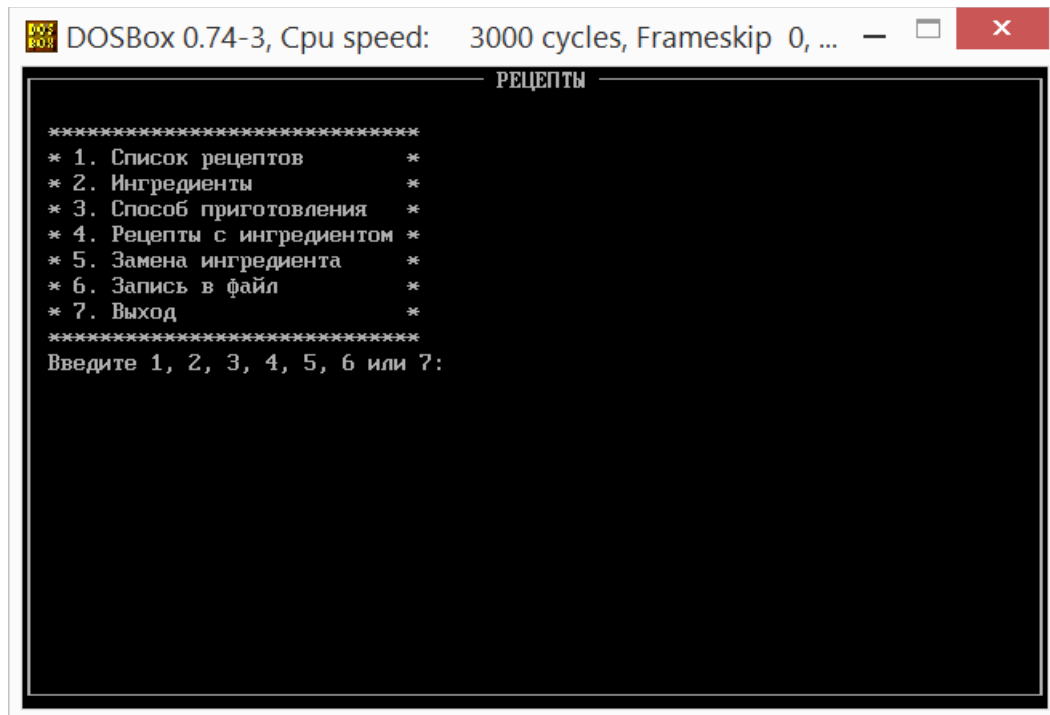 DOSBox 0.74-3, Cpu speed: 3000 cycles, Frameskip 0, ...
РЕЦЕПТЫ
*****************************
* 1. Список рецептов        *
* 2. Ингредиенты            *
* 3. Способ приготовления   *
* 4. Рецепты с ингредиентом *
* 5. Замена ингредиента     *
* 6. Запись в файл          *
* 7. Выход                  *
*****************************
Введите 1, 2, 3, 4, 5, 6 или 7: